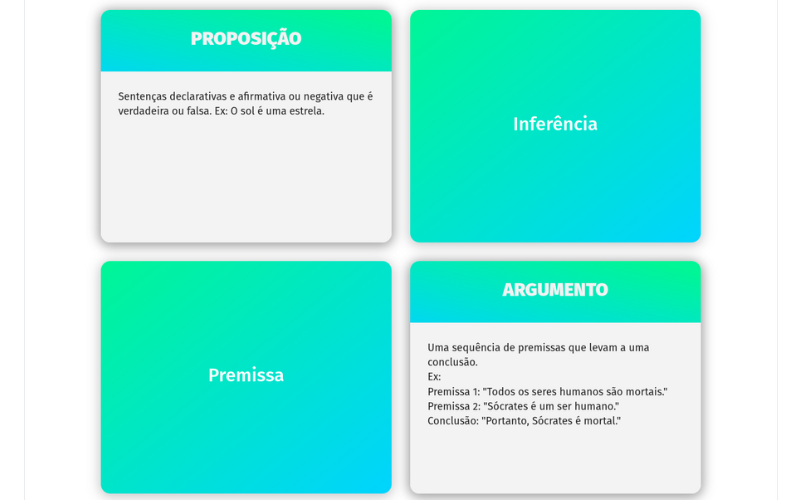 PROPOSIÇÃO
Sentenças declarativas e afirmativa ou negativa que é
verdadeira ou falsa. Ex: O sol é uma estrela.
Inferência
Premissa
ARGUMENTO
Uma sequência de premissas que levam a uma
conclusão.
Ex:
Premissa 1: "Todos os seres humanos são mortais."
Premissa 2: "Sócrates é um ser humano."
Conclusão: "Portanto, Sócrates é mortal."